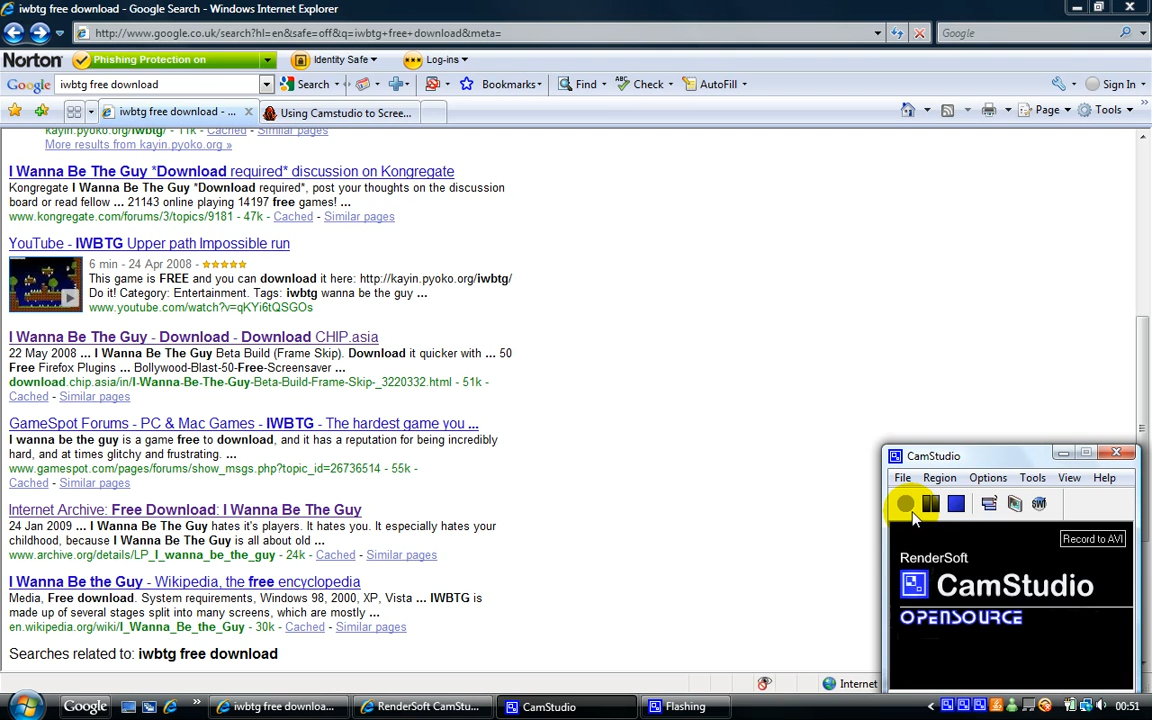 iwbtg free download - Google Search - Windows Internet Explorer
http://www.google.co.uk/search?hl=en&safe=off&q=iwbtg+free+download&meta=
Google
Norton
Phishing Protection on
Identity Safe
Log-ins
Google
iwbtg free download
Search
Bookmarks
Find
Check
AutoFill
Sign In
iwbtg free download - ...
Using Camstudio to Scree...
Page
Tools
kayin.pyoko.org/iwbtg/ - 11k - Cached - Similar pages
More results from kayin.pyoko.org »
I Wanna Be The Guy *Download required* discussion on Kongregate
Kongregate I Wanna Be The Guy *Download required*, post your thoughts on the discussion
board or read fellow ... 21143 online playing 14197 free games! ...
www.kongregate.com/forums/3/topics/9181 - 47k - Cached - Similar pages
YouTube - IWBTG Upper path Impossible run
6 min - 24 Apr 2008 -
This game is FREE and you can download it here: http://kayin.pyoko.org/iwbtg/
Do it! Category: Entertainment. Tags: iwbtg wanna be the guy ...
www.youtube.com/watch?v=qKYi6tQSGOs
I Wanna Be The Guy - Download - Download CHIP.asia
22 May 2008 ... I Wanna Be The Guy Beta Build (Frame Skip). Download it quicker with ... 50
Free Firefox Plugins ... Bollywood-Blast-50-Free-Screensaver ...
download.chip.asia/in/I-Wanna-Be-The-Guy-Beta-Build-Frame-Skip-_3220332.html - 51k -
Cached - Similar pages
GameSpot Forums - PC & Mac Games - IWBTG - The hardest game you ...
I wanna be the guy is a game free to download, and it has a reputation for being incredibly
hard, and at times glitchy and frustrating. ...
www.gamespot.com/pages/forums/show_msgs.php?topic_id=26736514 - 55k -
Cached - Similar pages
Internet Archive: Free Download: I Wanna Be The Guy
24 Jan 2009 ... I Wanna Be The Guy hates it's players. It hates you. It especially hates your
childhood, because I Wanna Be The Guy is all about old ...
www.archive.org/details/LP_I_wanna_be_the_guy - 24k - Cached - Similar pages
I Wanna Be the Guy - Wikipedia, the free encyclopedia
Media, Free download. System requirements, Windows 98, 2000, XP, Vista ... IWBTG is
made up of several stages split into many screens, which are mostly ...
en.wikipedia.org/wiki/I_Wanna_Be_the_Guy - 30k - Cached - Similar pages
Searches related to: iwbtg free download
CamStudio
File Region Options Tools View Help
SWF
Record to AVI
RenderSoft
CamStudio
OPENSOURCE
Internet
Google
iwbtg free downloa...
RenderSoft CamStu...
CamStudio
Flashing
00:51